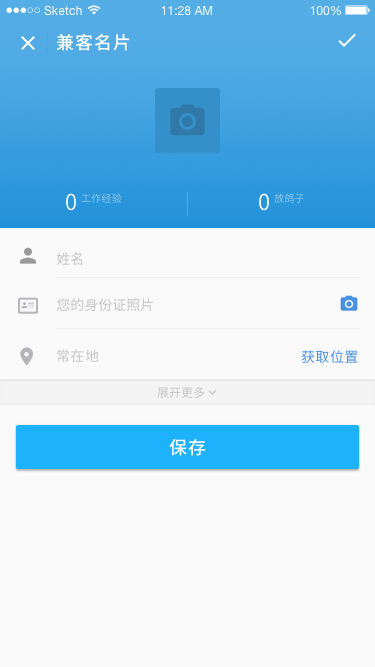 Sketch 11:28 AM 100%
兼客名片
0 工作经验 0 放鸽子
姓名
您的身份证照片
常在地 获取位置
展开更多
保存